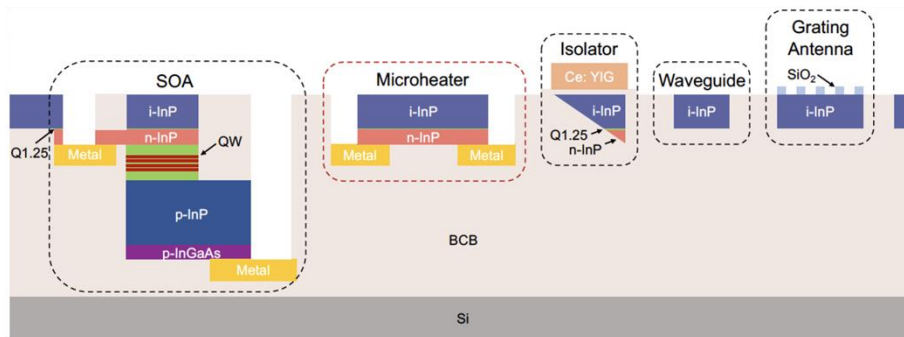 SOA
Microheater
Isolator
Waveguide
Grating
Antenna
SiO₂
Ce: YIG
i-InP
i-InP
i-InP
i-InP
i-InP
n-InP
n-InP
Q1.25
n-InP
Q1.25
Metal
QW
Metal
Metal
p-InP
p-InGaAs
Metal
BCB
Si